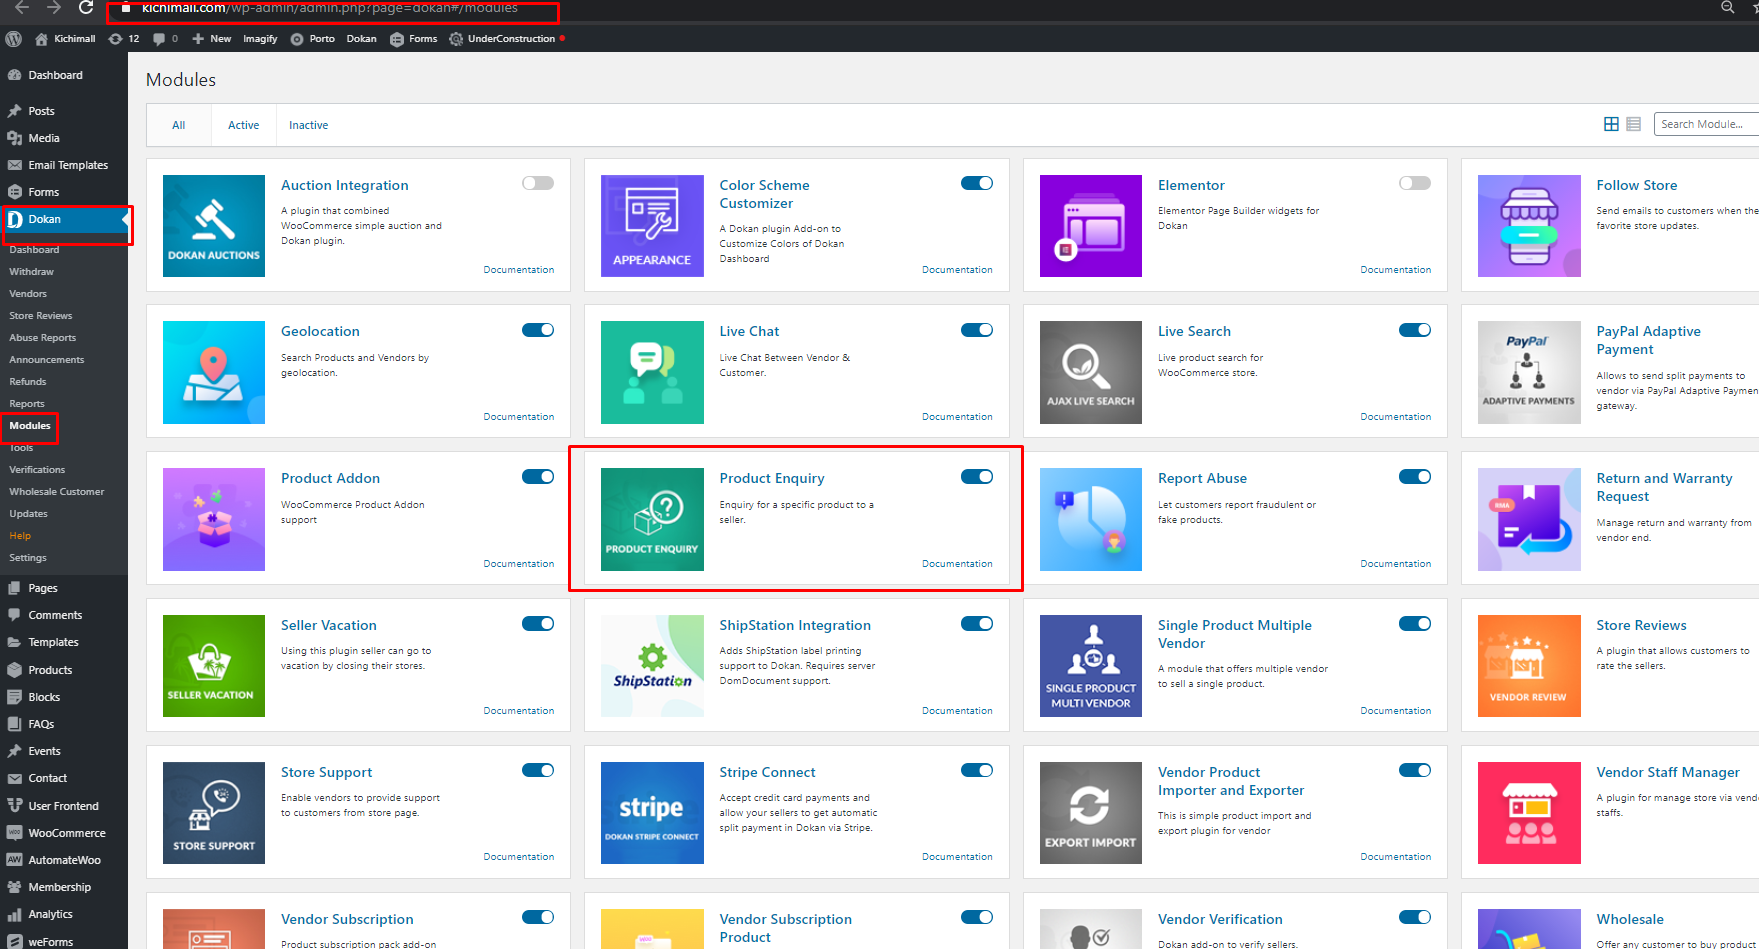 kichimall.com/wp-admin/admin.php?page=dokan#/modules
Kichimall 12 0 New Imagify Porto Dokan Forms UnderConstruction
Dashboard
Posts
Media
Email Templates
Forms
Dokan
Dashboard
Withdraw
Vendors
Store Reviews
Abuse Reports
Announcements
Refunds
Reports
Modules
Tools
Verifications
Wholesale Customer
Updates
Help
Settings
Pages
Comments
Templates
Products
Blocks
FAQs
Events
Contact
User Frontend
WooCommerce
AutomateWoo
Membership
Analytics
weForms
Modules
All Active Inactive
Search Module...
DOKAN AUCTIONS
Auction Integration
A plugin that combined
WooCommerce simple auction and
Dokan plugin.
Documentation
APPEARANCE
Color Scheme
Customizer
A Dokan plugin Add-on to
Customize Colors of Dokan
Dashboard
Documentation
Elementor
Elementor Page Builder widgets for
Dokan
Documentation
Follow Store
Send emails to customers when the
favorite store updates.
Geolocation
Search Products and Vendors by
geolocation.
Documentation
Live Chat
Live Chat Between Vendor &
Customer.
Documentation
AJAX LIVE SEARCH
Live Search
Live product search for
WooCommerce store.
Documentation
PayPal
ADAPTIVE PAYMENTS
PayPal Adaptive
Payment
Allows to send split payments to
vendor via PayPal Adaptive Paymen
gateway.
Product Addon
WooCommerce Product Addon
support
Documentation
PRODUCT ENQUIRY
Product Enquiry
Enquiry for a specific product to a
seller.
Documentation
Report Abuse
Let customers report fraudulent or
fake products.
Documentation
RMA
Return and Warranty
Request
Manage return and warranty from
vendor end.
SELLER VACATION
Seller Vacation
Using this plugin seller can go to
vacation by closing their stores.
Documentation
ShipStation
ShipStation Integration
Adds ShipStation label printing
support to Dokan. Requires server
DomDocument support.
Documentation
SINGLE PRODUCT
MULTI VENDOR
Single Product Multiple
Vendor
A module that offers multiple vendor
to sell a single product.
Documentation
VENDOR REVIEW
Store Reviews
A plugin that allows customers to
rate the sellers.
STORE SUPPORT
Store Support
Enable vendors to provide support
to customers from store page.
Documentation
stripe
DOKAN STRIPE CONNECT
Stripe Connect
Accept credit card payments and
allow your sellers to get automatic
split payment in Dokan via Stripe.
Documentation
EXPORT IMPORT
Vendor Product
Importer and Exporter
This is simple product import and
export plugin for vendor
Documentation
Vendor Staff Manager
A plugin for manage store via vend
staffs.
Vendor Subscription
Product subscription pack add-on
Vendor Subscription
Product
Vendor Verification
Dokan add-on to verify sellers.
Wholesale
Offer any customer to buy product